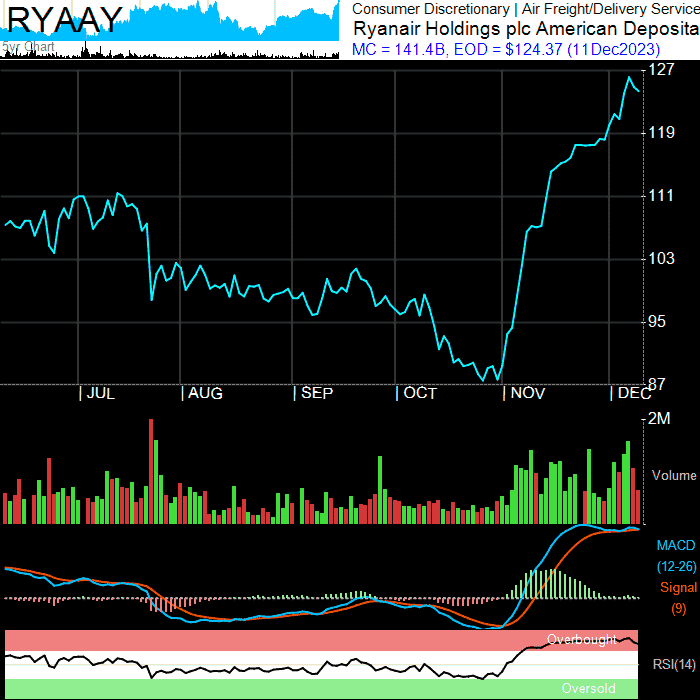 RYAAY
5yr Chart
Consumer Discretionary | Air Freight/Delivery Service
Ryanair Holdings plc American Deposita
MC = 141.4B, EOD = $124.37 (11Dec2023)
127
119
111
103
95
87
JUL
AUG
SEP
OCT
NOV
DEC
2M
Volume
MACD
(12-26)
Signal
(9)
Overbought
RSI(14)
Oversold